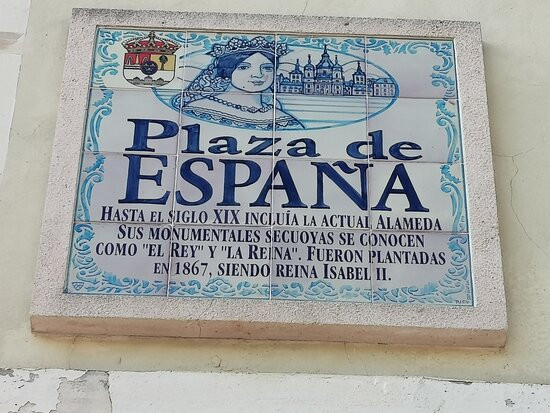 Plaza de
ESPAÑA
HASTA EL SIGLO XIX INCLUÍA LA ACTUAL ALAMEDA
SUS MONUMENTALES SECUOYAS SE CONOCEN
COMO "EL REY" Y "LA REINA". FUERON PLANTADAS
EN 1867, SIENDO REINA ISABEL II.